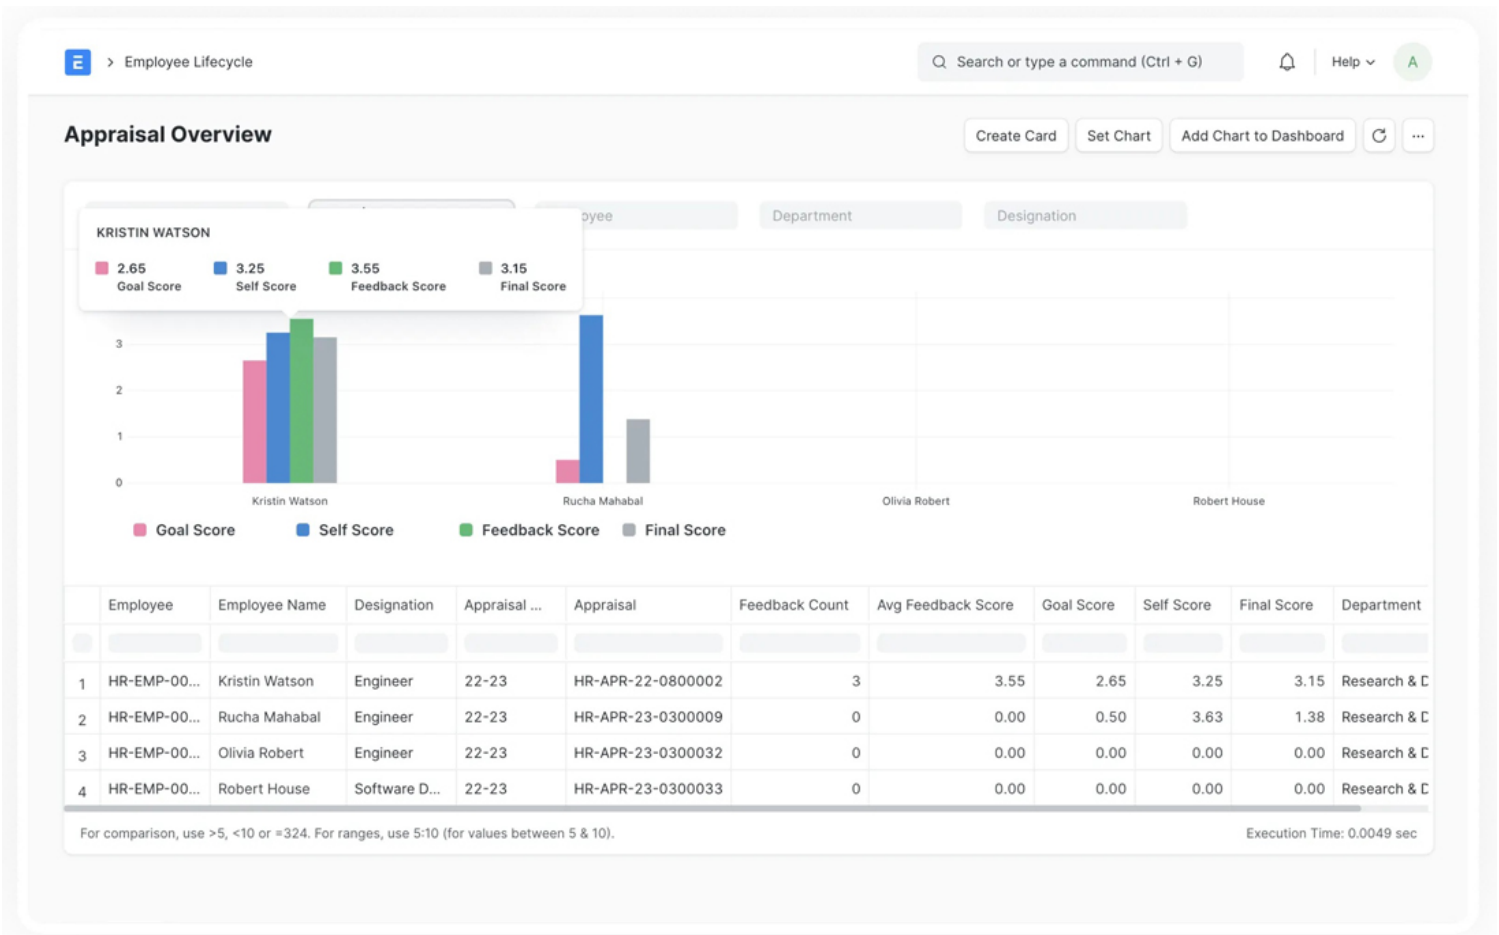 E > Employee Lifecycle
Search or type a command (Ctrl + G)
Help
A
Appraisal Overview
Create Card
Set Chart
Add Chart to Dashboard
...
Department
Designation
KRISTIN WATSON
2.65 3.25 3.55 3.15
Goal Score Self Score Feedback Score Final Score
3
2
1
0
Kristin Watson Rucha Mahabal Olivia Robert Robert House
Goal Score Self Score Feedback Score Final Score
Employee Employee Name Designation Appraisal ... Appraisal Feedback Count Avg Feedback Score Goal Score Self Score Final Score Department
1 HR-EMP-00... Kristin Watson Engineer 22-23 HR-APR-22-0800002 3 3.55 2.65 3.25 3.15 Research & D
2 HR-EMP-00... Rucha Mahabal Engineer 22-23 HR-APR-23-0300009 0 0.00 0.50 3.63 1.38 Research & D
3 HR-EMP-00... Olivia Robert Engineer 22-23 HR-APR-23-0300032 0 0.00 0.00 0.00 0.00 Research & D
4 HR-EMP-00... Robert House Software D... 22-23 HR-APR-23-0300033 0 0.00 0.00 0.00 0.00 Research & D
For comparison, use >5, <10 or =324. For ranges, use 5:10 (for values between 5 & 10).
Execution Time: 0.0049 sec